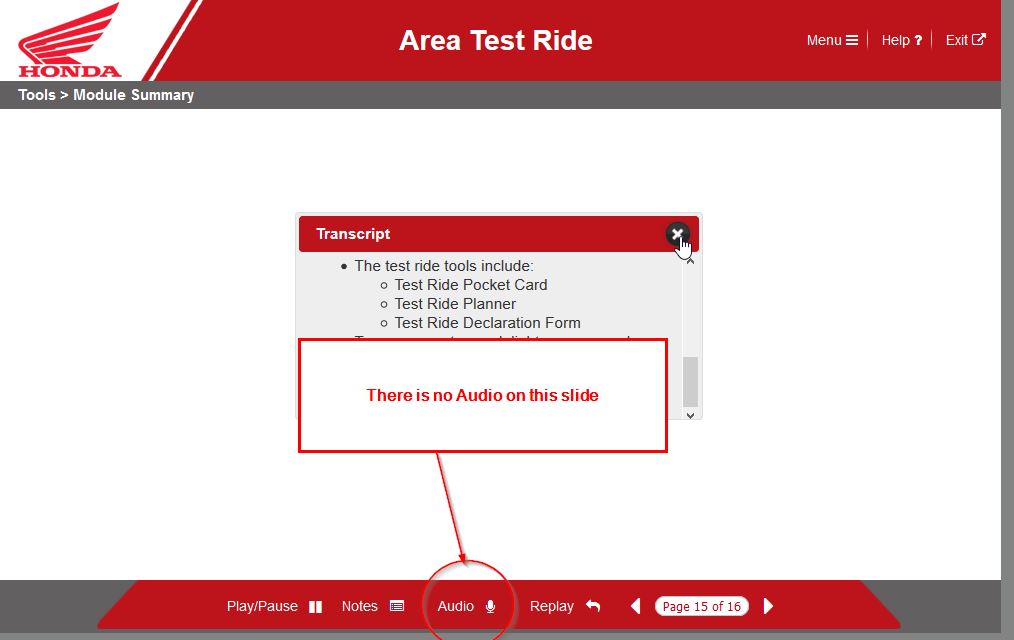 HONDA
Area Test Ride
Menu
Help ?
Exit
Tools > Module Summary
Transcript
• The test ride tools include:
○ Test Ride Pocket Card
○ Test Ride Planner
○ Test Ride Declaration Form
There is no Audio on this slide
Play/Pause
Notes
Audio
Replay
Page 15 of 16